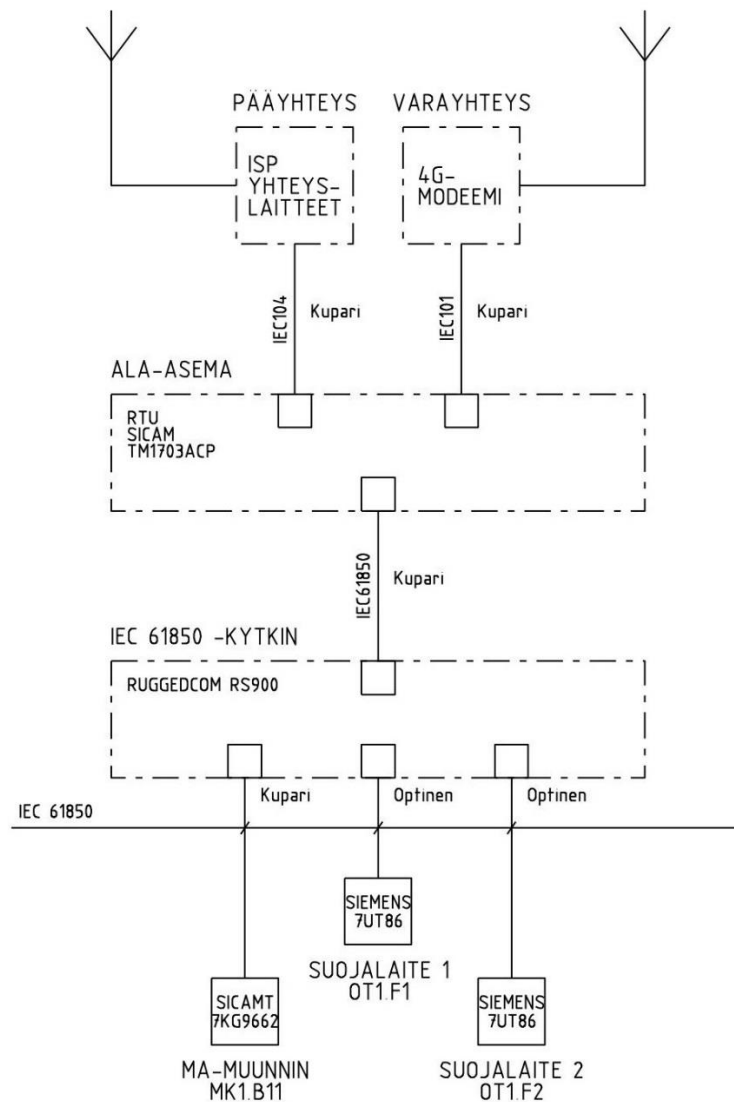 PÄÄYHTEYS
VARAYHTEYS
ISP
YHTEYS-
LAITTEET
4G-
MODEEMI
IEC104
Kupari
IEC101
Kupari
ALA-ASEMA
RTU
SICAM
TM1703ACP
IEC61850
Kupari
IEC 61850 -KYTKIN
RUGGEDCOM RS900
Kupari
Optinen
Optinen
IEC 61850
SIEMENS
7UT86
SUOJALAITE 1
OT1.F1
SICAMT
7KG9662
MA-MUUNNIN
MK1.B11
SIEMENS
7UT86
SUOJALAITE 2
OT1.F2